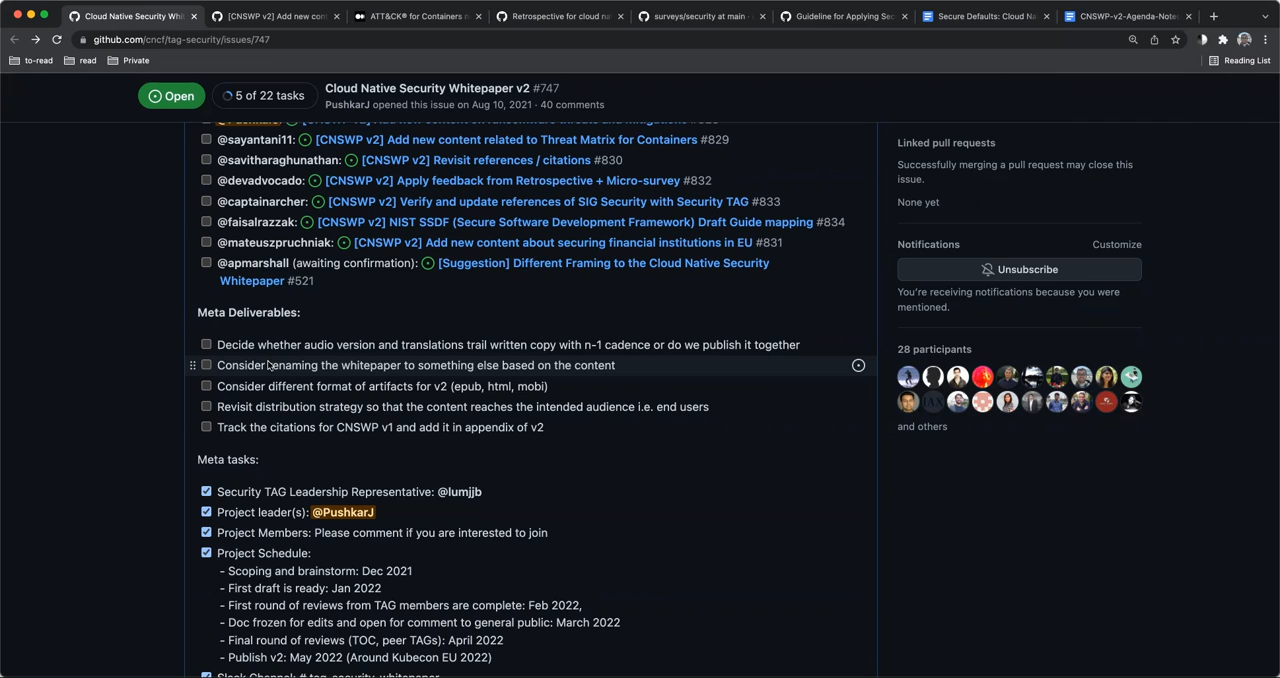 Cloud Native Security Whi
[CNSWP v2] Add new con
ATT&CK® for Containers n
Retrospective for cloud na
surveys/security at main ·
Guideline for Applying Sec
Secure Defaults: Cloud Na
CNSWP-v2-Agenda-Note
github.com/cncf/tag-security/issues/747
to-read
read
Private
Reading List
Open
5 of 22 tasks
Cloud Native Security Whitepaper v2 #747
PushkarJ opened this issue on Aug 10, 2021 · 40 comments
@sayantani11: [CNSWP v2] Add new content related to Threat Matrix for Containers #829
@savitharaghunathan: [CNSWP v2] Revisit references / citations #830
@devadvocado: [CNSWP v2] Apply feedback from Retrospective + Micro-survey #832
@captainarcher: [CNSWP v2] Verify and update references of SIG Security with Security TAG #833
@faisalrazzak: [CNSWP v2] NIST SSDF (Secure Software Development Framework) Draft Guide mapping #834
@mateuszpruchniak: [CNSWP v2] Add new content about securing financial institutions in EU #831
@apmarshall (awaiting confirmation): [Suggestion] Different Framing to the Cloud Native Security
Whitepaper #521
Meta Deliverables:
Decide whether audio version and translations trail written copy with n-1 cadence or do we publish it together
Consider renaming the whitepaper to something else based on the content
Consider different format of artifacts for v2 (epub, html, mobi)
Revisit distribution strategy so that the content reaches the intended audience i.e. end users
Track the citations for CNSWP v1 and add it in appendix of v2
Meta tasks:
Security TAG Leadership Representative: @lumjjb
Project leader(s): @PushkarJ
Project Members: Please comment if you are interested to join
Project Schedule:
- Scoping and brainstorm: Dec 2021
- First draft is ready: Jan 2022
- First round of reviews from TAG members are complete: Feb 2022,
- Doc frozen for edits and open for comment to general public: March 2022
- Final round of reviews (TOC, peer TAGs): April 2022
- Publish v2: May 2022 (Around Kubecon EU 2022)
Slack Channel: # tag-security-whitepaper
Linked pull requests
Successfully merging a pull request may close this
issue.
None yet
Notifications
Customize
Unsubscribe
You're receiving notifications because you were
mentioned.
28 participants
and others